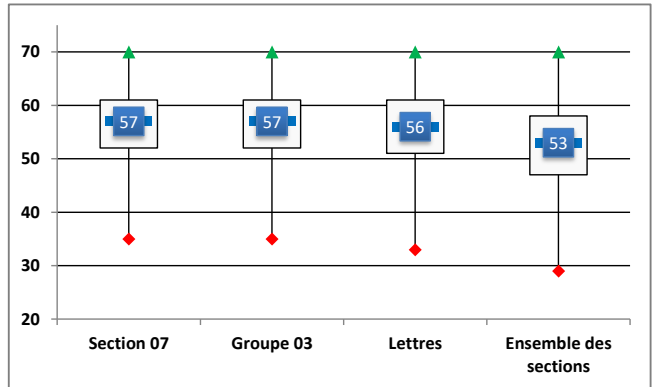 70
60
50
40
30
20
57
57
56
53
Section 07
Groupe 03
Lettres
Ensemble des
sections